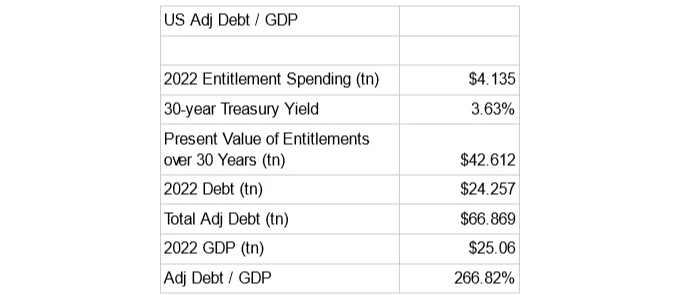 US Adj Debt / GDP
2022 Entitlement Spending (tn) $4.135
30-year Treasury Yield 3.63%
Present Value of Entitlements
over 30 Years (tn) $42.612
2022 Debt (tn) $24.257
Total Adj Debt (tn) $66.869
2022 GDP (tn) $25.06
Adj Debt / GDP 266.82%